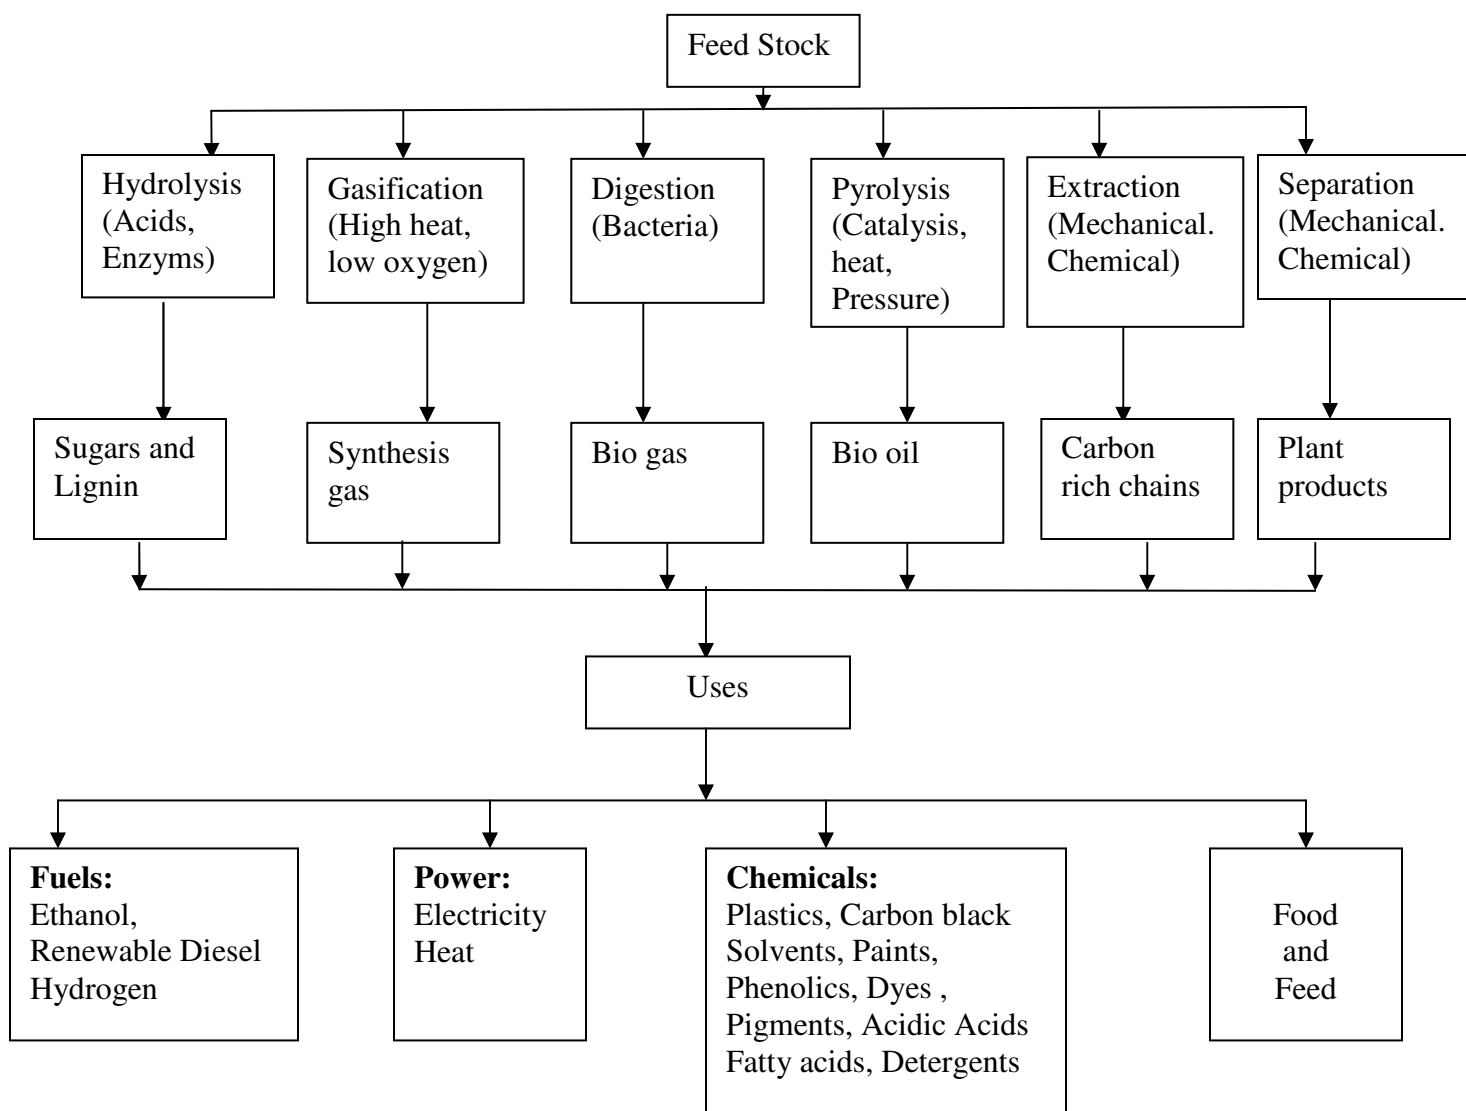 Feed Stock
Hydrolysis
(Acids,
Enzyms)
Gasification
(High heat,
low oxygen)
Digestion
(Bacteria)
Pyrolysis
(Catalysis,
heat,
Pressure)
Extraction
(Mechanical.
Chemical)
Separation
(Mechanical.
Chemical)
Sugars and
Lignin
Synthesis
gas
Bio gas
Bio oil
Carbon
rich chains
Plant
products
Uses
Fuels:
Ethanol,
Renewable Diesel
Hydrogen
Power:
Electricity
Heat
Chemicals:
Plastics, Carbon black
Solvents, Paints,
Phenolics, Dyes ,
Pigments, Acidic Acids
Fatty acids, Detergents
Food
and
Feed